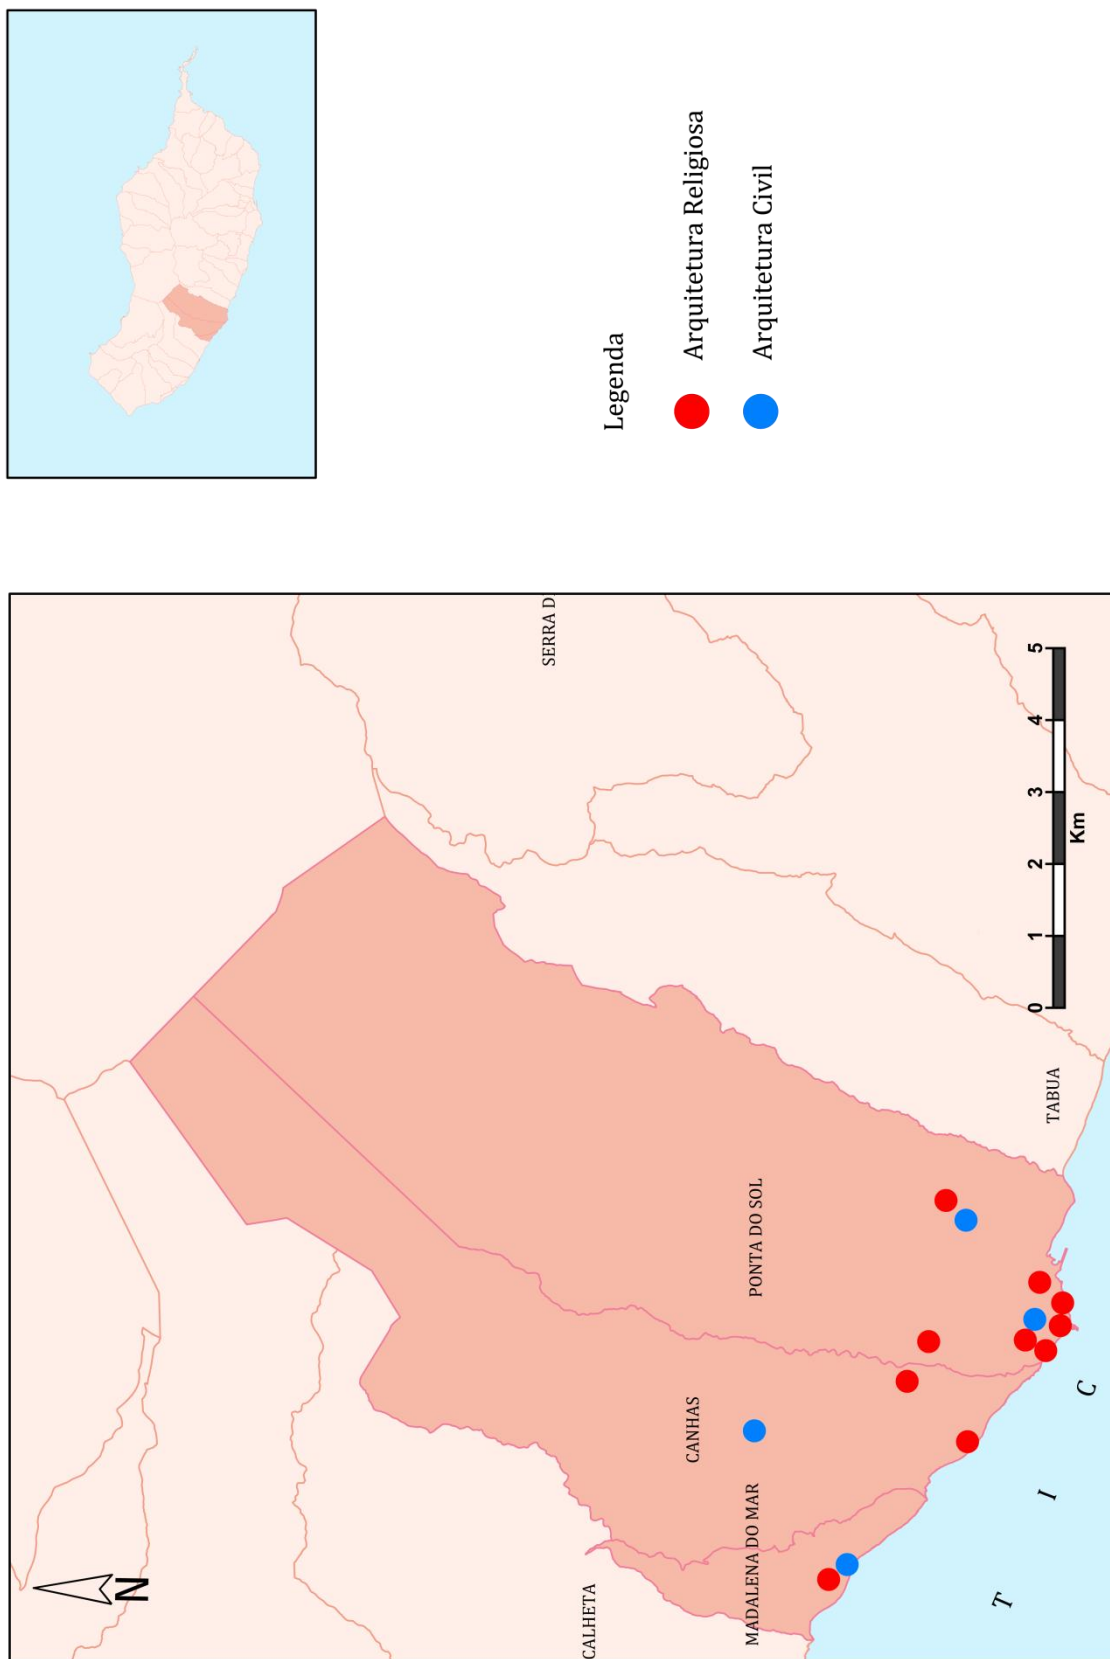 Legenda
Arquitetura Religiosa
Arquitetura Civil
N
SERRA D
CALHETA
CANHAS
MADALENA DO MAR
PONTA DO SOL
TABUA
0 1 2 3 4 5
Km
T I C